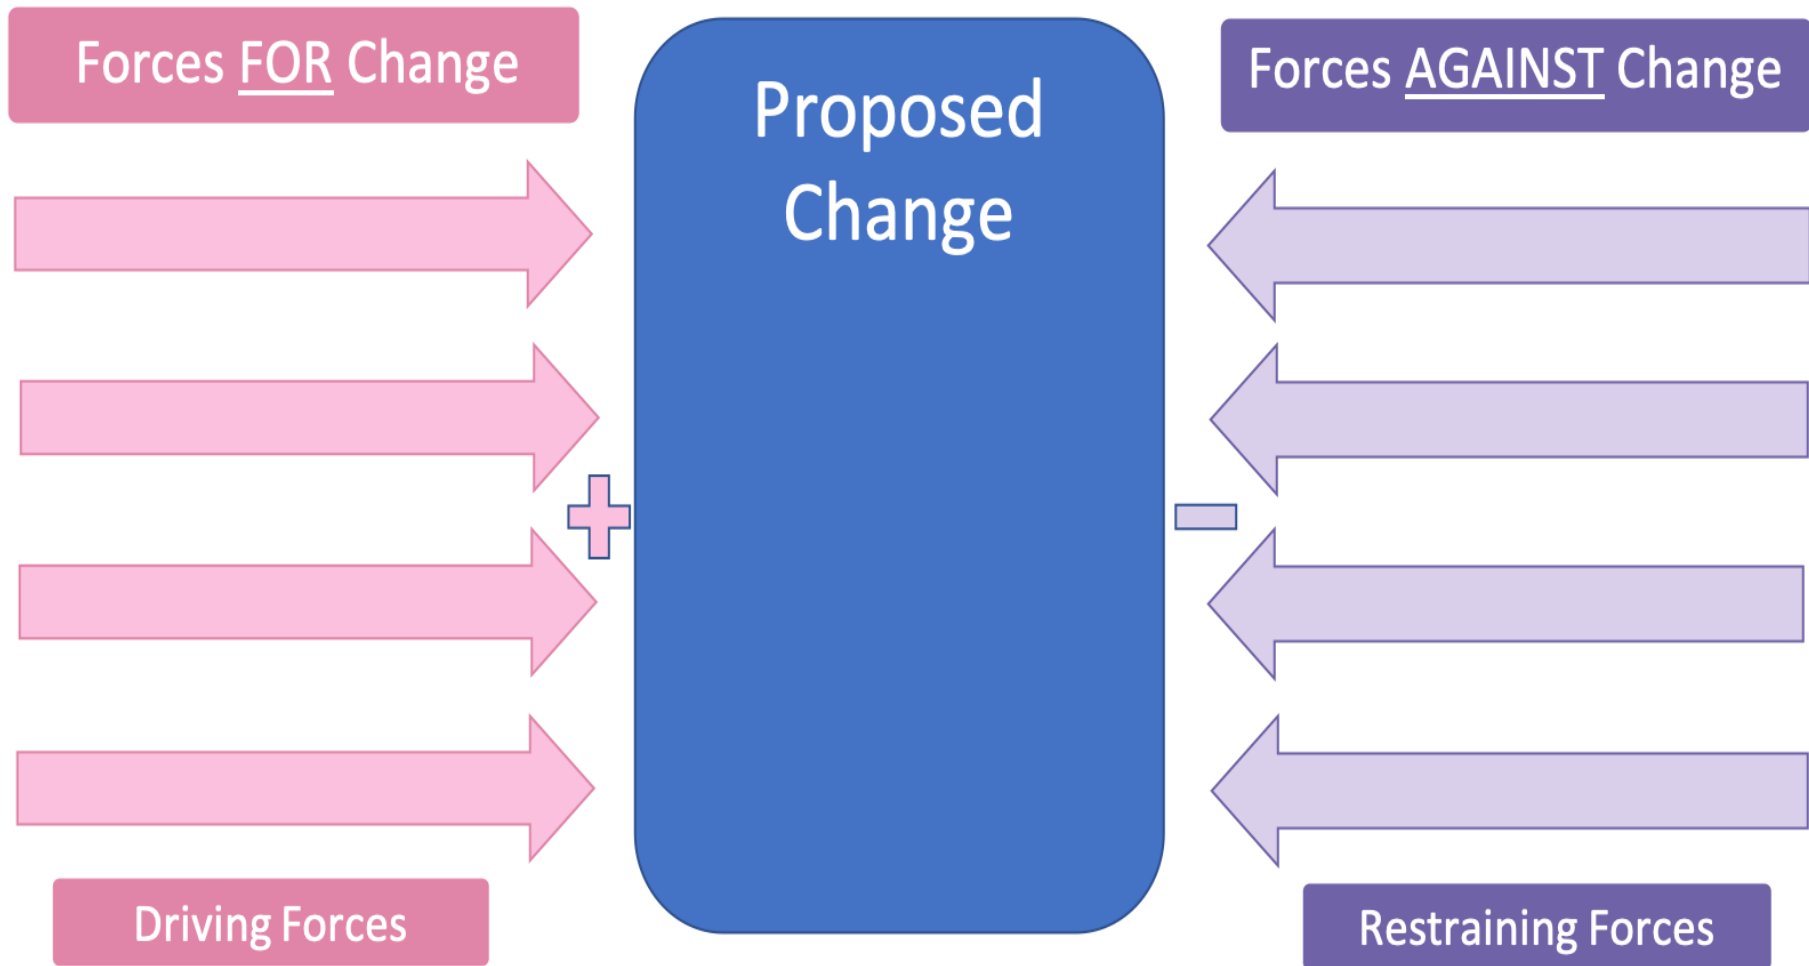 Forces FOR Change
Proposed
Change
Forces AGAINST Change
Driving Forces
Restraining Forces